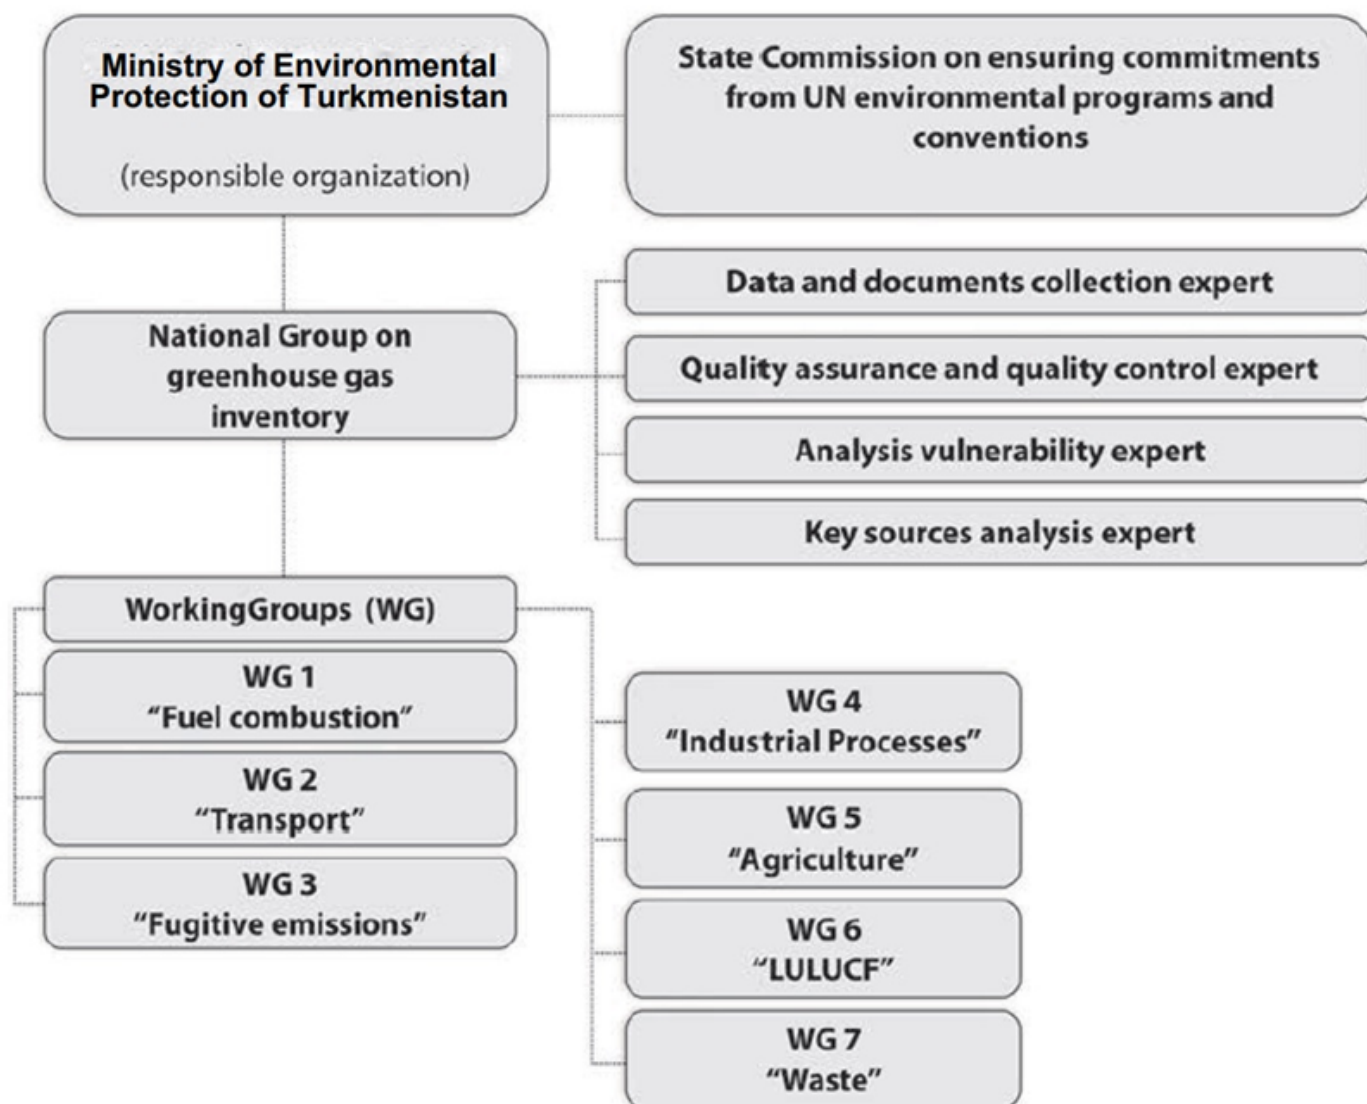 Ministry of Environmental
Protection of Turkmenistan
(responsible organization)
State Commission on ensuring commitments
from UN environmental programs and
conventions
National Group on
greenhouse gas
inventory
Data and documents collection expert
Quality assurance and quality control expert
Analysis vulnerability expert
Key sources analysis expert
WorkingGroups (WG)
WG 1
“Fuel combustion”
WG 2
“Transport”
WG 3
“Fugitive emissions”
WG 4
“Industrial Processes”
WG 5
“Agriculture”
WG 6
“LULUCF”
WG 7
“Waste”